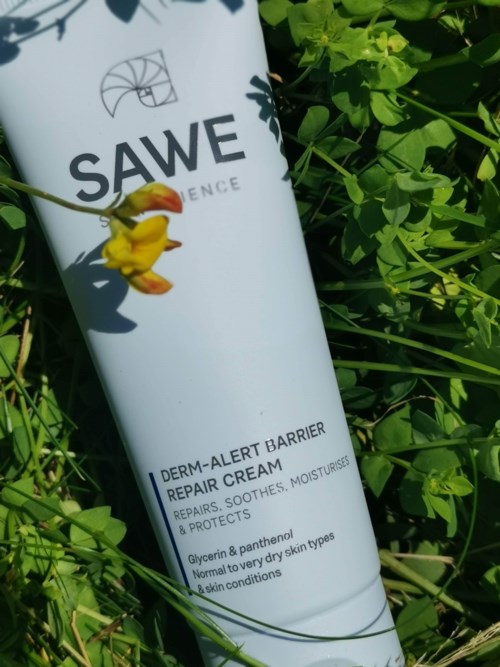 SAWE
DERM-ALERT BARRIER
REPAIR CREAM
REPAIRS, SOOTHES, MOISTURISES
& PROTECTS
Glycerin & panthenol
Normal to very dry skin types
& skin conditions